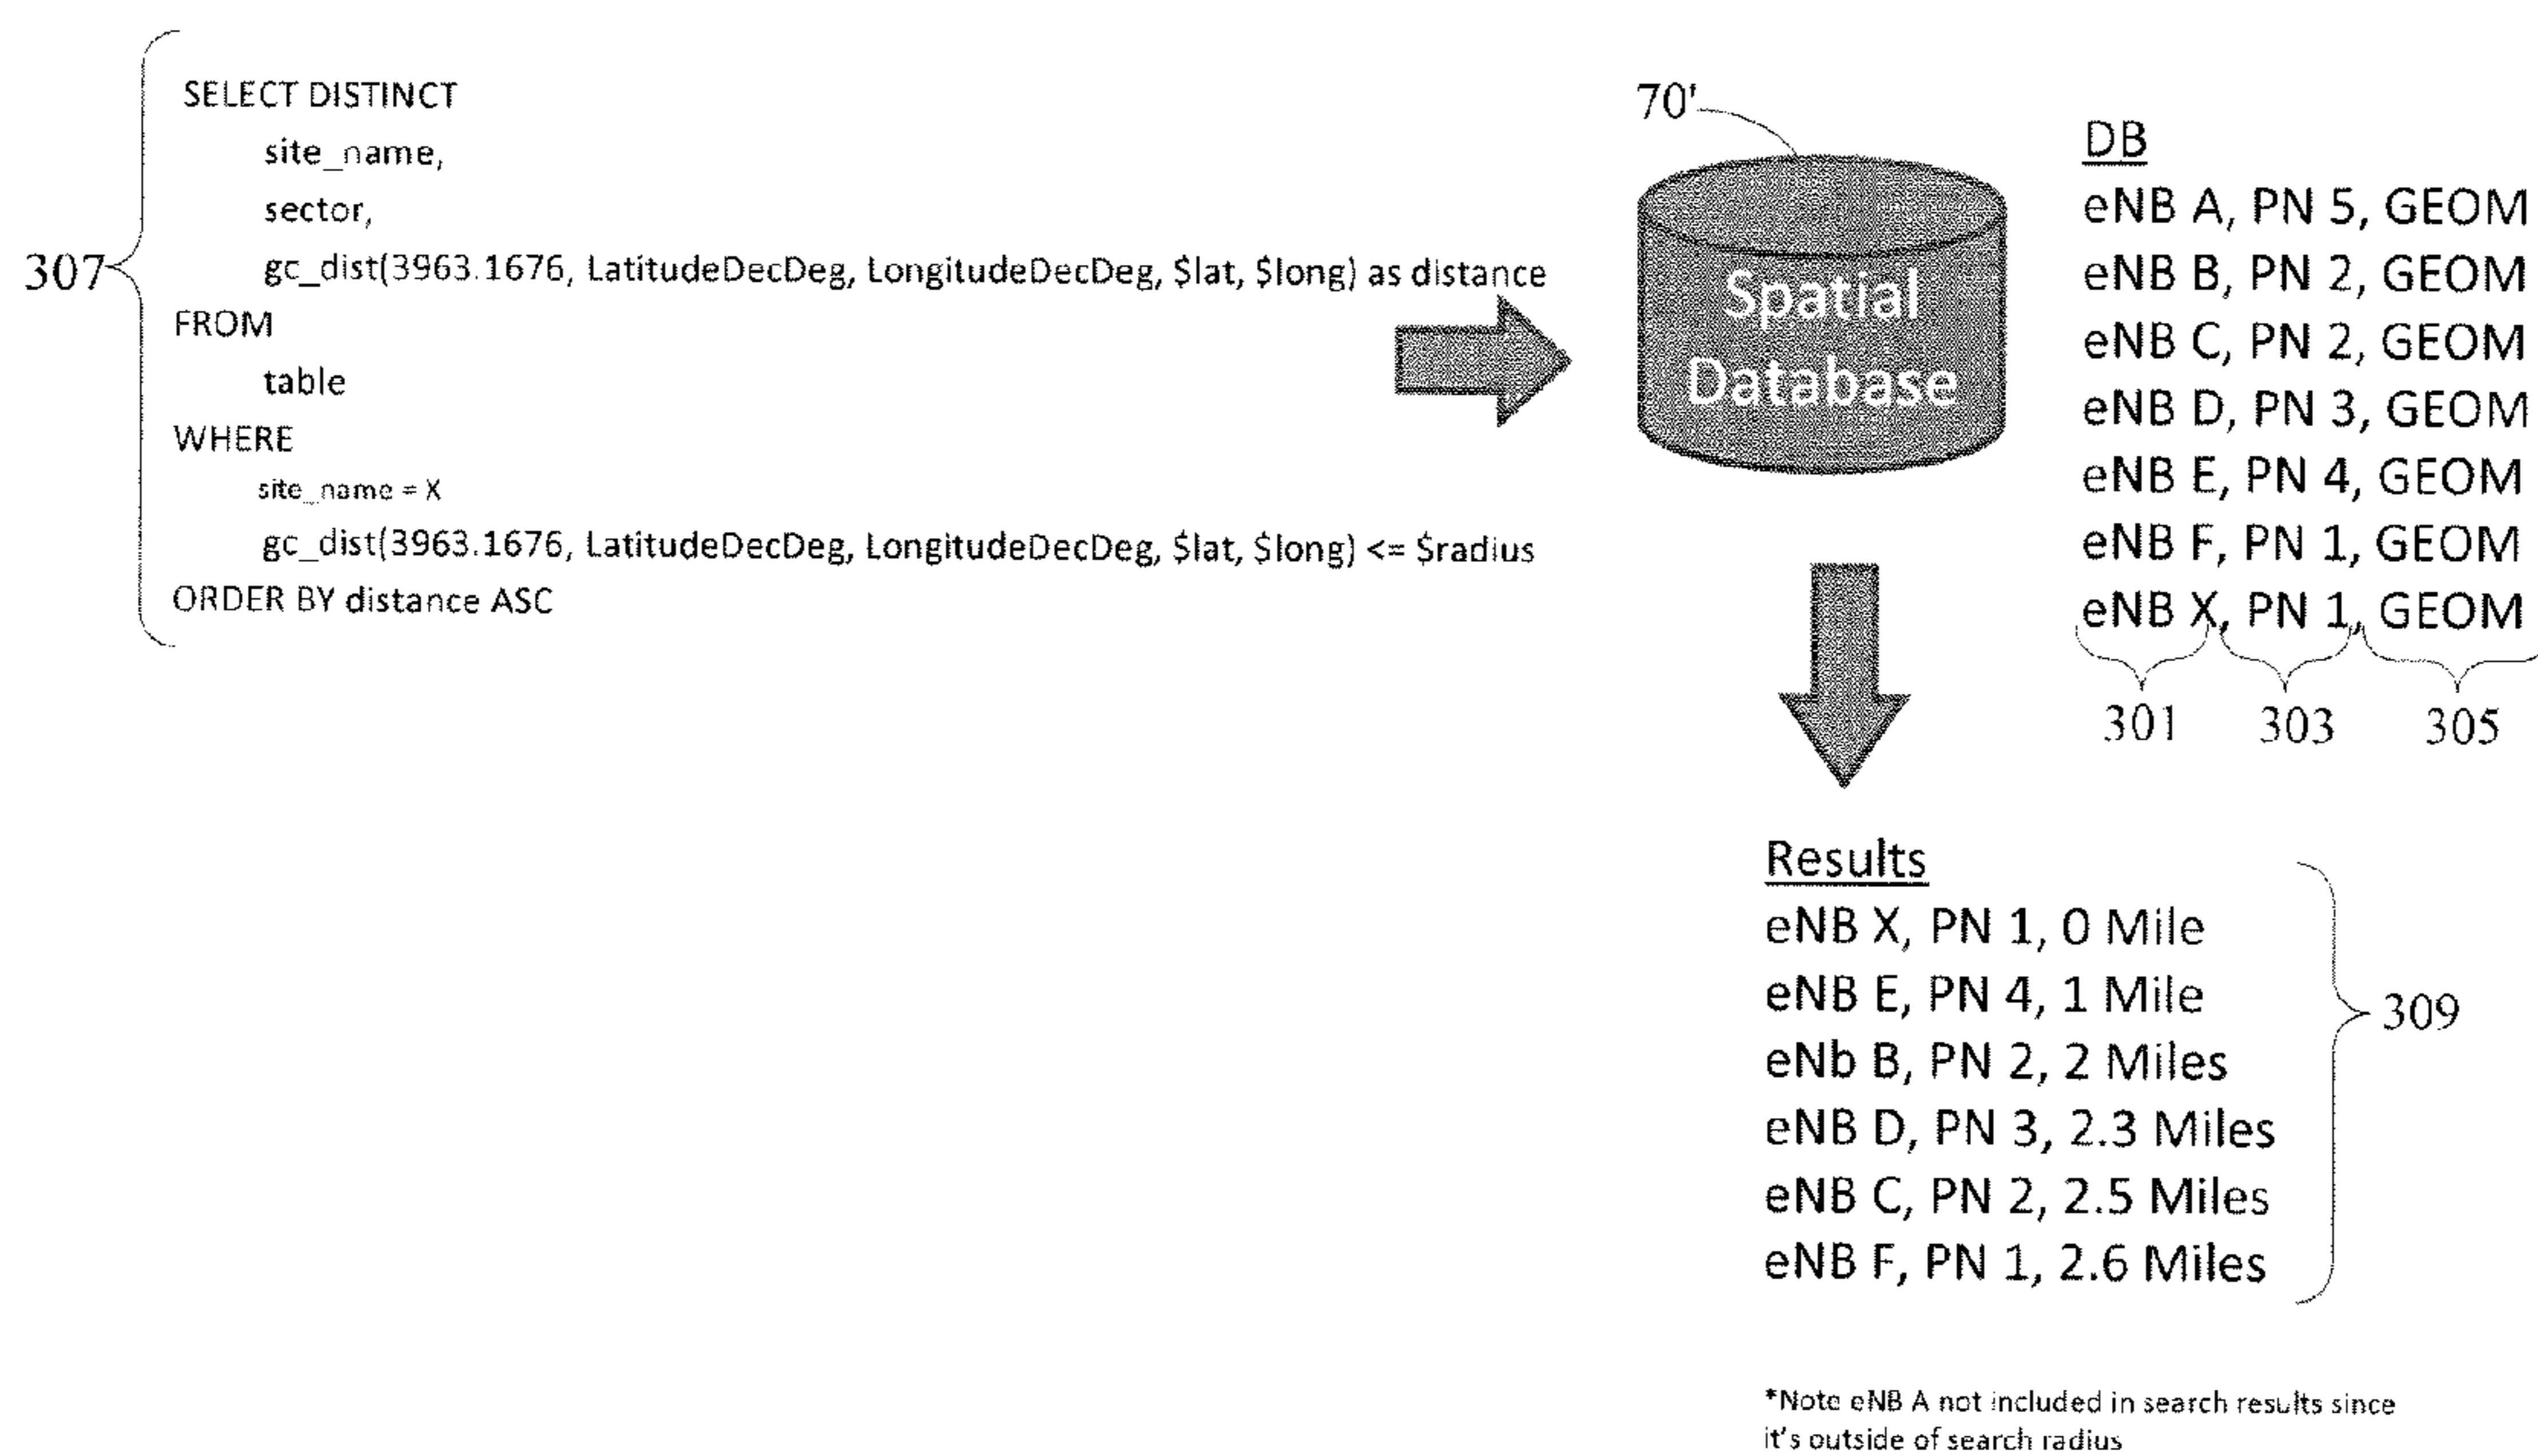 307
SELECT DISTINCT
site_name,
sector,
gc_dist(3963.1676, LatitudeDecDeg, LongitudeDecDeg, $lat, $long) as distance
FROM
table
WHERE
site_name = X
gc_dist(3963.1676, LatitudeDecDeg, LongitudeDecDeg, $lat, $long) <= $radius
ORDER BY distance ASC
70'
Spatial
Database
DB
eNB A, PN 5, GEOM
eNB B, PN 2, GEOM
eNB C, PN 2, GEOM
eNB D, PN 3, GEOM
eNB E, PN 4, GEOM
eNB F, PN 1, GEOM
eNB X, PN 1, GEOM
301 303 305
Results
eNB X, PN 1, 0 Mile
eNB E, PN 4, 1 Mile
eNb B, PN 2, 2 Miles
eNB D, PN 3, 2.3 Miles
eNB C, PN 2, 2.5 Miles
eNB F, PN 1, 2.6 Miles
309
*Note eNB A not included in search results since
it's outside of search radius